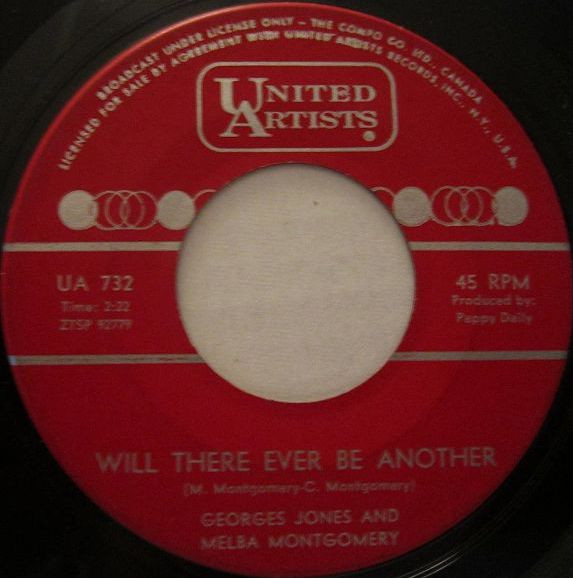 BROADCAST UNDER LICENSE ONLY - THE COMPO CO. LTD., CANADA
LICENSED FOR SALE BY AGREEMENT WITH UNITED ARTISTS RECORDS, INC., N.Y., U.S.A.
UNITED
ARTISTS
UA 732
Time: 2:22
ZTSP 92779
45 RPM
Produced by:
Pappy Daily
WILL THERE EVER BE ANOTHER
(M. Montgomery-C. Montgomery)
GEORGES JONES AND
MELBA MONTGOMERY